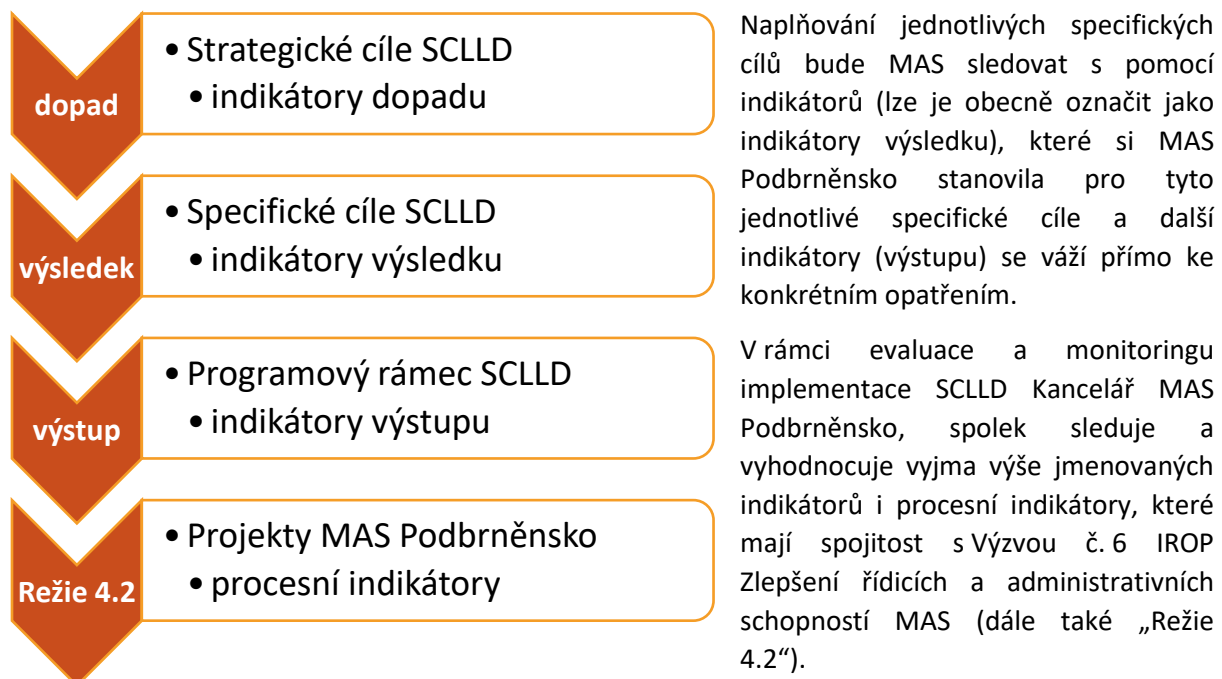 dopad
• Strategické cíle SCLLD
• indikátory dopadu
výsledek
• Specifické cíle SCLLD
• indikátory výsledku
výstup
• Programový rámec SCLLD
• indikátory výstupu
Režie 4.2
• Projekty MAS Podbrněnsko
• procesní indikátory
Naplňování jednotlivých specifických
cílů bude MAS sledovat s pomocí
indikátorů (lze je obecně označit jako
indikátory výsledku), které si MAS
Podbrněnsko stanovila pro tyto
jednotlivé specifické cíle a další
indikátory (výstupu) se váží přímo ke
konkrétním opatřením.
V rámci evaluace a monitoringu
implementace SCLLD Kancelář MAS
Podbrněnsko, spolek sleduje a
vyhodnocuje vyjma výše jmenovaných
indikátorů i procesní indikátory, které
mají spojitost s Výzvou č. 6 IROP
Zlepšení řídicích a administrativních
schopností MAS (dále také „Režie
4.2“).